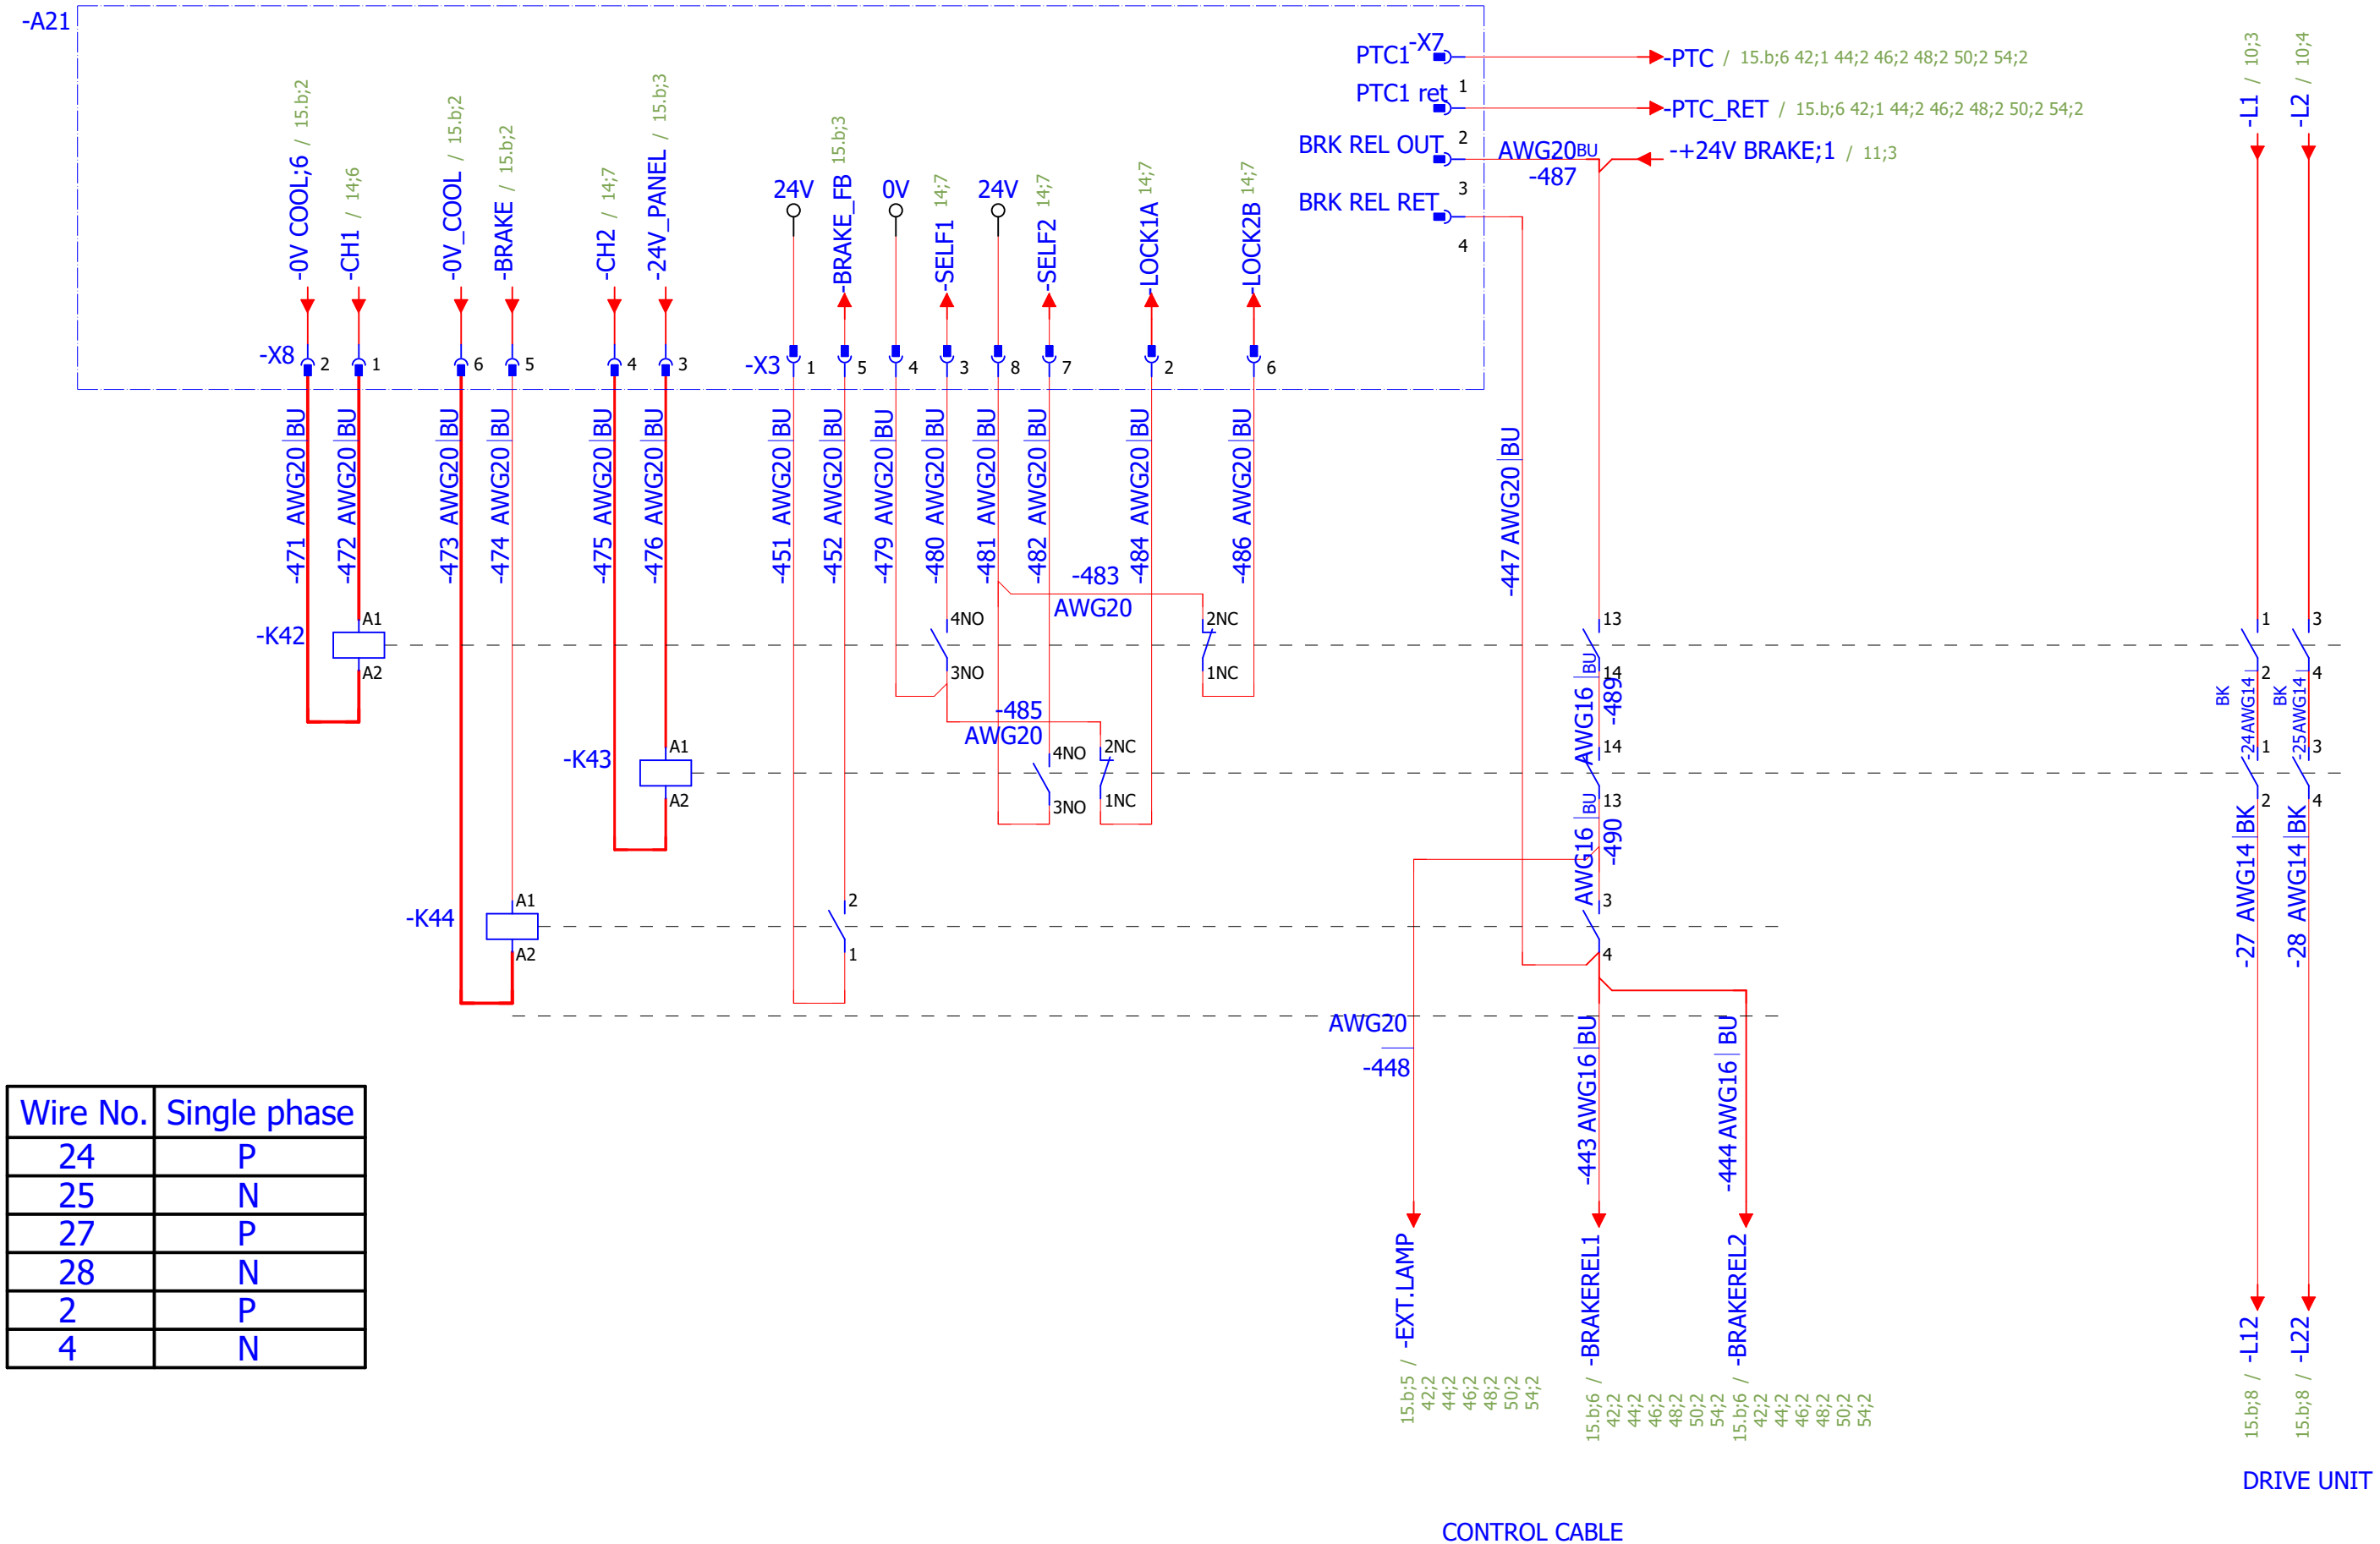 -A21
-X7
PTC1
-PTC / 15.b;6 42;1 44;2 46;2 48;2 50;2 54;2
1
PTC1 ret
-PTC_RET / 15.b;6 42;1 44;2 46;2 48;2 50;2 54;2
2
BRK REL OUT
AWG20 BU
-487
-+24V BRAKE;1 / 11;3
3
BRK REL RET
4
-0V COOL;6 / 15.b;2
-CH1 / 14;6
-0V_COOL / 15.b;2
-BRAKE / 15.b;2
-CH2 / 14;7
-24V_PANEL / 15.b;3
24V
-BRAKE_FB 15.b;3
0V
-SELF1 14;7
24V
-SELF2 14;7
-LOCK1A 14;7
-LOCK2B 14;7
-L1 / 10;3
-L2 / 10;4
-X8 2 1 6 5 4 3
-X3 1 5 4 3 8 7 2 6
-471 AWG20 BU
-472 AWG20 BU
-473 AWG20 BU
-474 AWG20 BU
-475 AWG20 BU
-476 AWG20 BU
-451 AWG20 BU
-452 AWG20 BU
-479 AWG20 BU
-480 AWG20 BU
-481 AWG20 BU
-482 AWG20 BU
-484 AWG20 BU
-486 AWG20 BU
-447 AWG20 BU
-483
AWG20
-K42
A1
A2
4NO
3NO
2NC
1NC
13
14
1
2
3
4
AWG16 BU
-489
BK
-24AWG14
BK
-25AWG14
-485
AWG20
-K43
A1
A2
4NO
3NO
2NC
1NC
14
13
1
2
3
4
AWG16 BU
-490
-27 AWG14 BK
-28 AWG14 BK
-K44
A1
A2
2
1
3
4
AWG20
-448
-443 AWG16 BU
-444 AWG16 BU
Wire No. Single phase
24 P
25 N
27 P
28 N
2 P
4 N
-EXT.LAMP
15.b;5 /
42;2
44;2
46;2
48;2
50;2
54;2
-BRAKEREL1
15.b;6 /
42;2
44;2
46;2
48;2
50;2
54;2
-BRAKEREL2
15.b;6 /
42;2
44;2
46;2
48;2
50;2
54;2
15.b;8 / -L12
15.b;8 / -L22
DRIVE UNIT
CONTROL CABLE